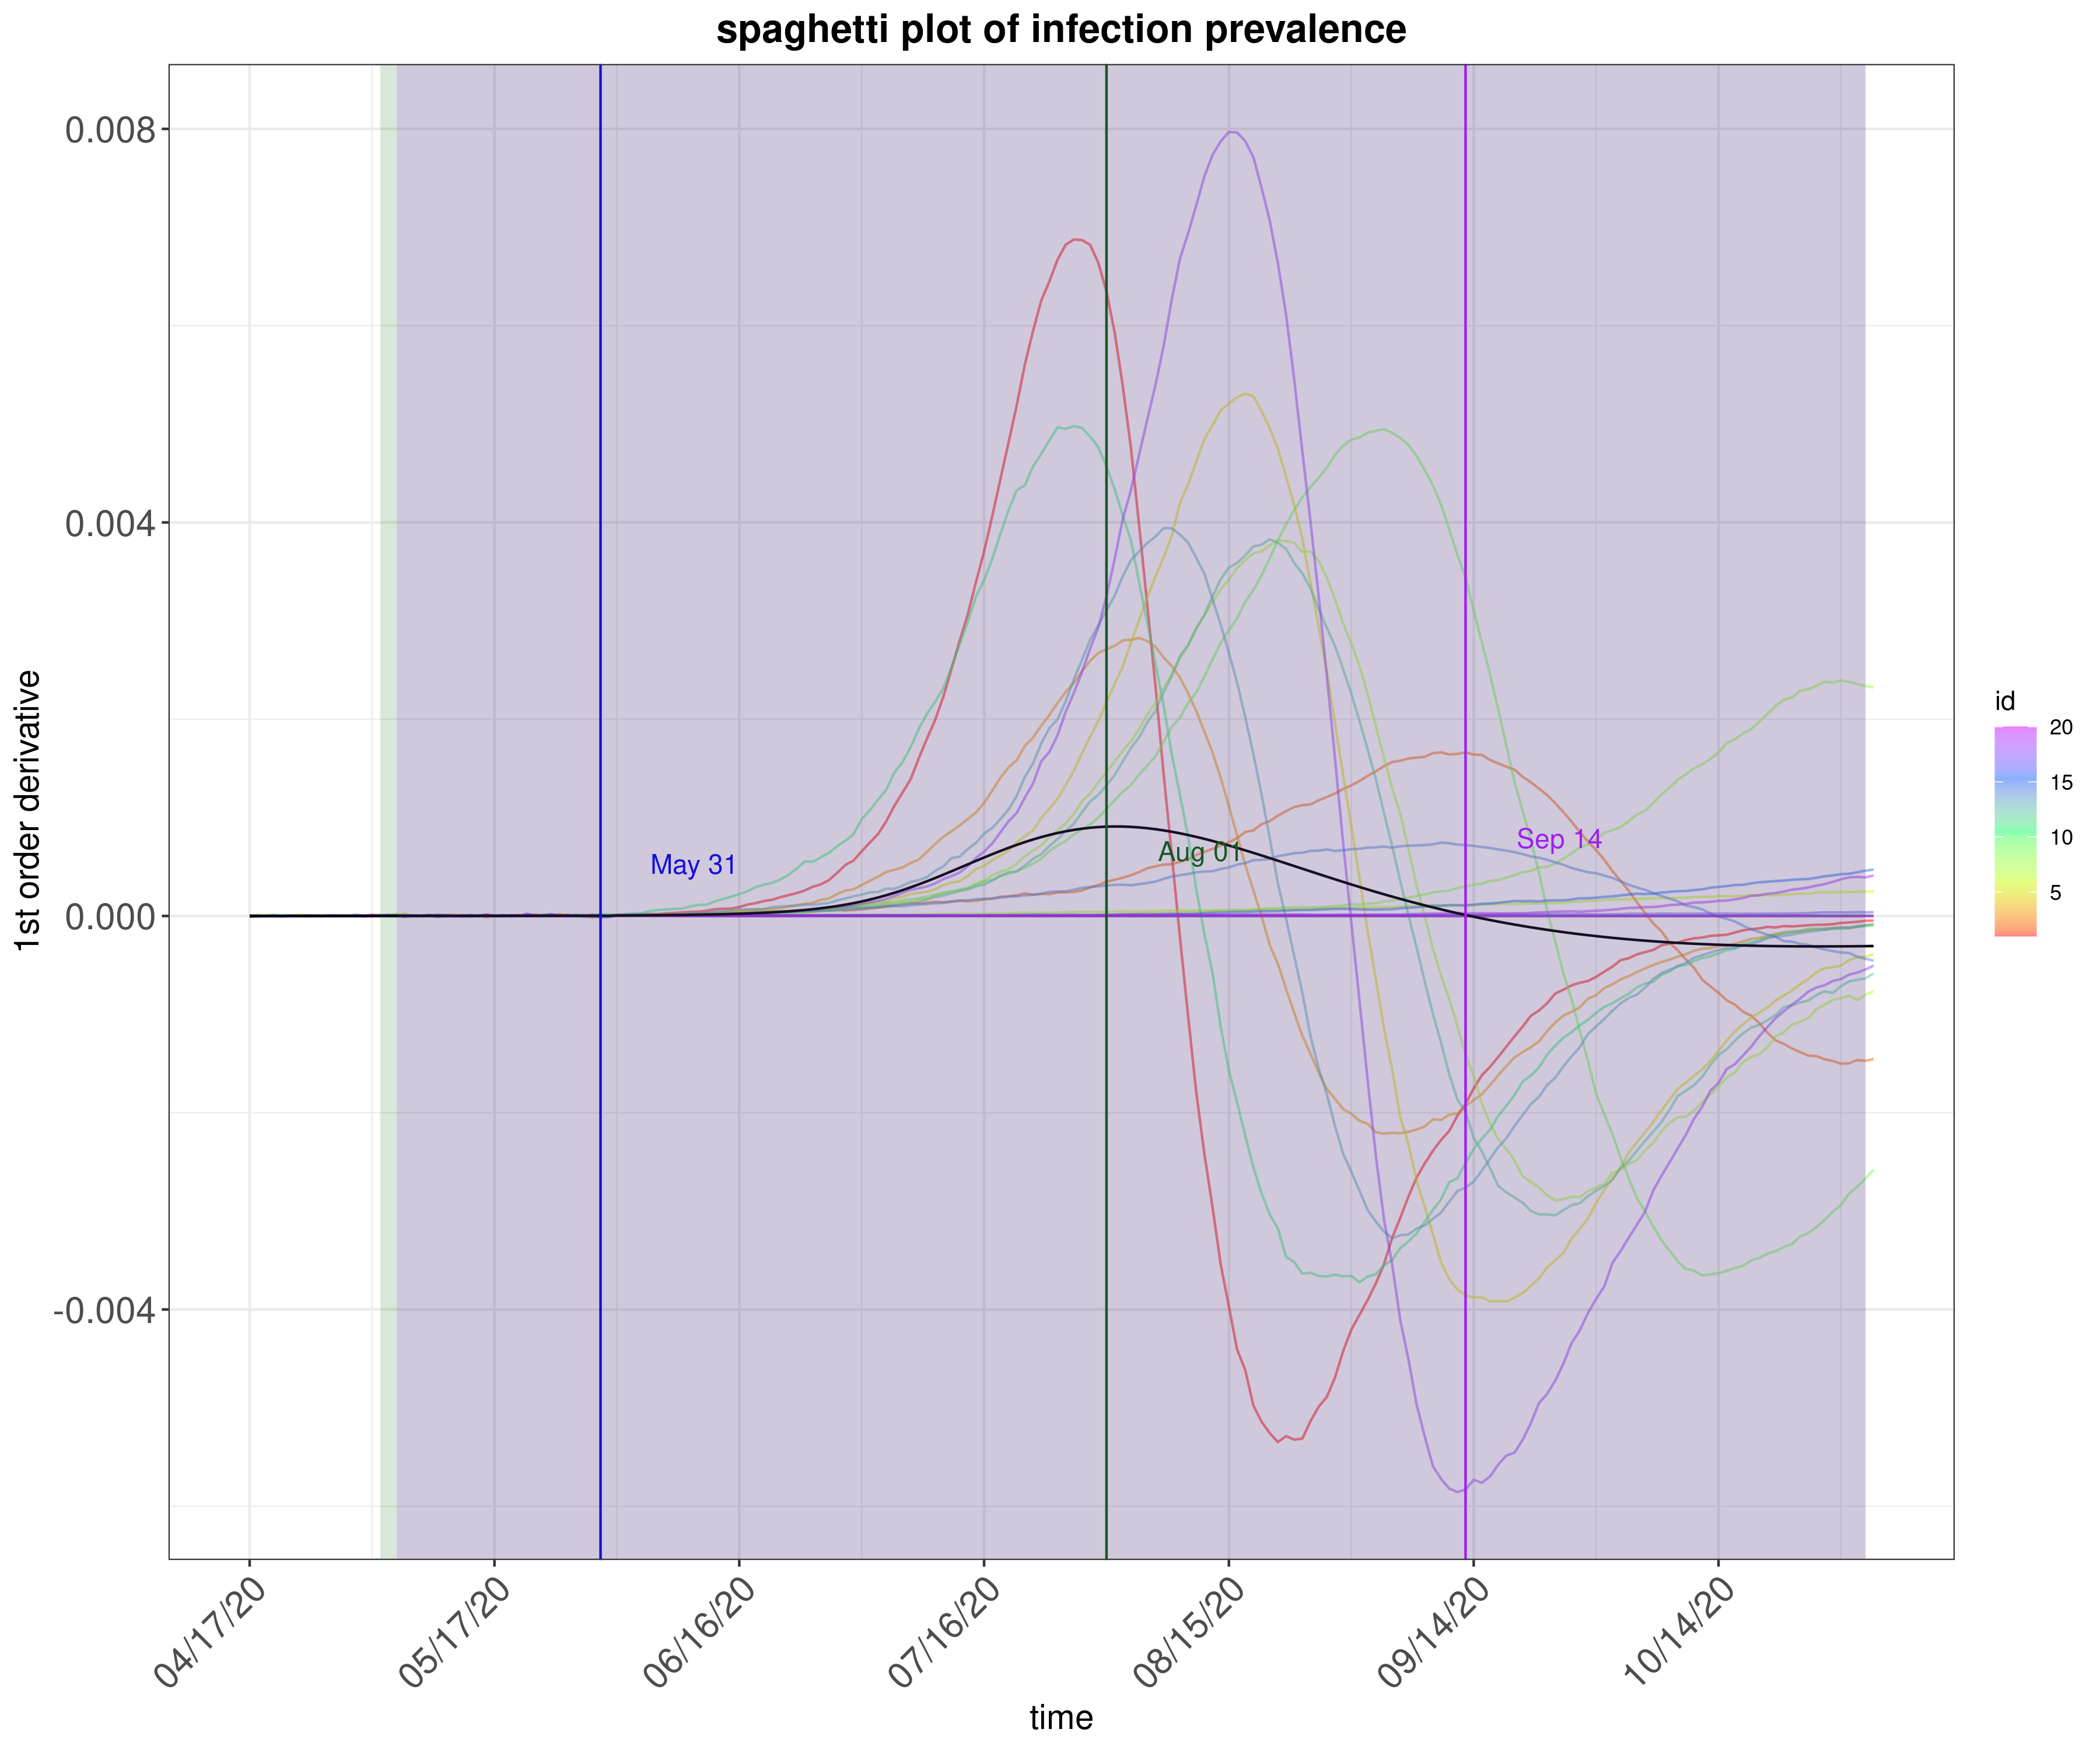 spaghetti plot of infection prevalence
1st order derivative
0.008
0.004
0.000
-0.004
May 31
Aug 01
Sep 14
id
20
15
10
5
04/17/20
05/17/20
06/16/20
07/16/20
08/15/20
09/14/20
10/14/20
time